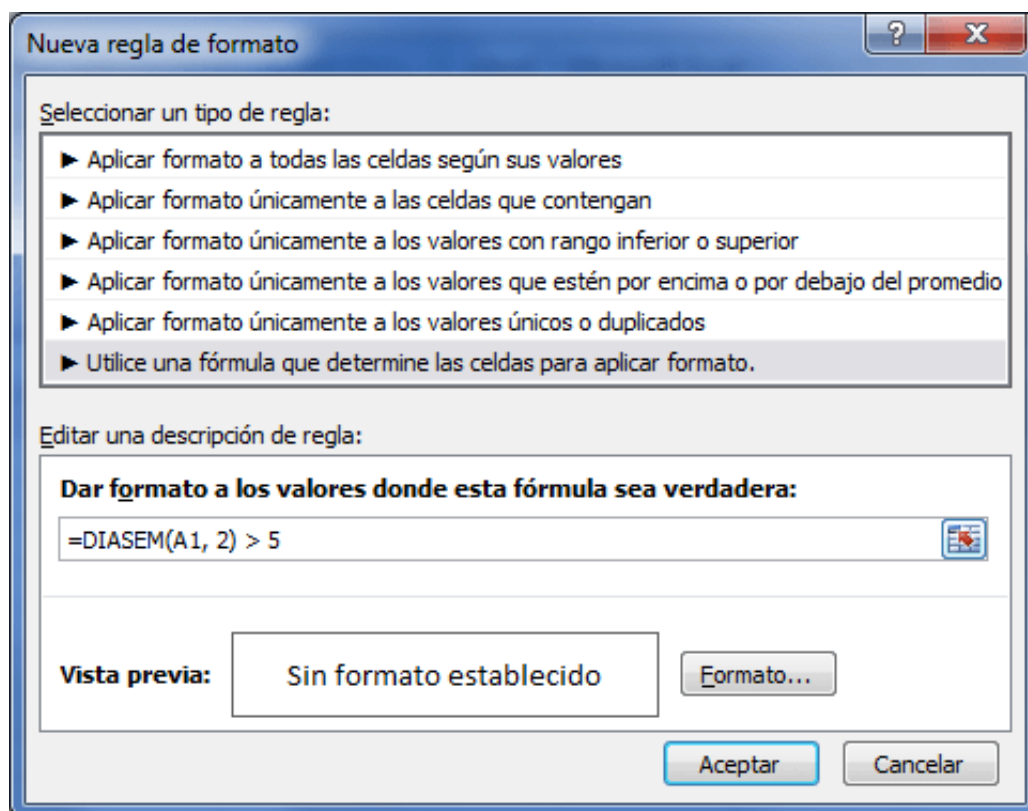 Nueva regla de formato
Seleccionar un tipo de regla:
► Aplicar formato a todas las celdas según sus valores
► Aplicar formato únicamente a las celdas que contengan
► Aplicar formato únicamente a los valores con rango inferior o superior
► Aplicar formato únicamente a los valores que estén por encima o por debajo del promedio
► Aplicar formato únicamente a los valores únicos o duplicados
► Utilice una fórmula que determine las celdas para aplicar formato.
Editar una descripción de regla:
Dar formato a los valores donde esta fórmula sea verdadera:
=DIASEM(A1, 2) > 5
Vista previa: Sin formato establecido Formato...
Aceptar Cancelar